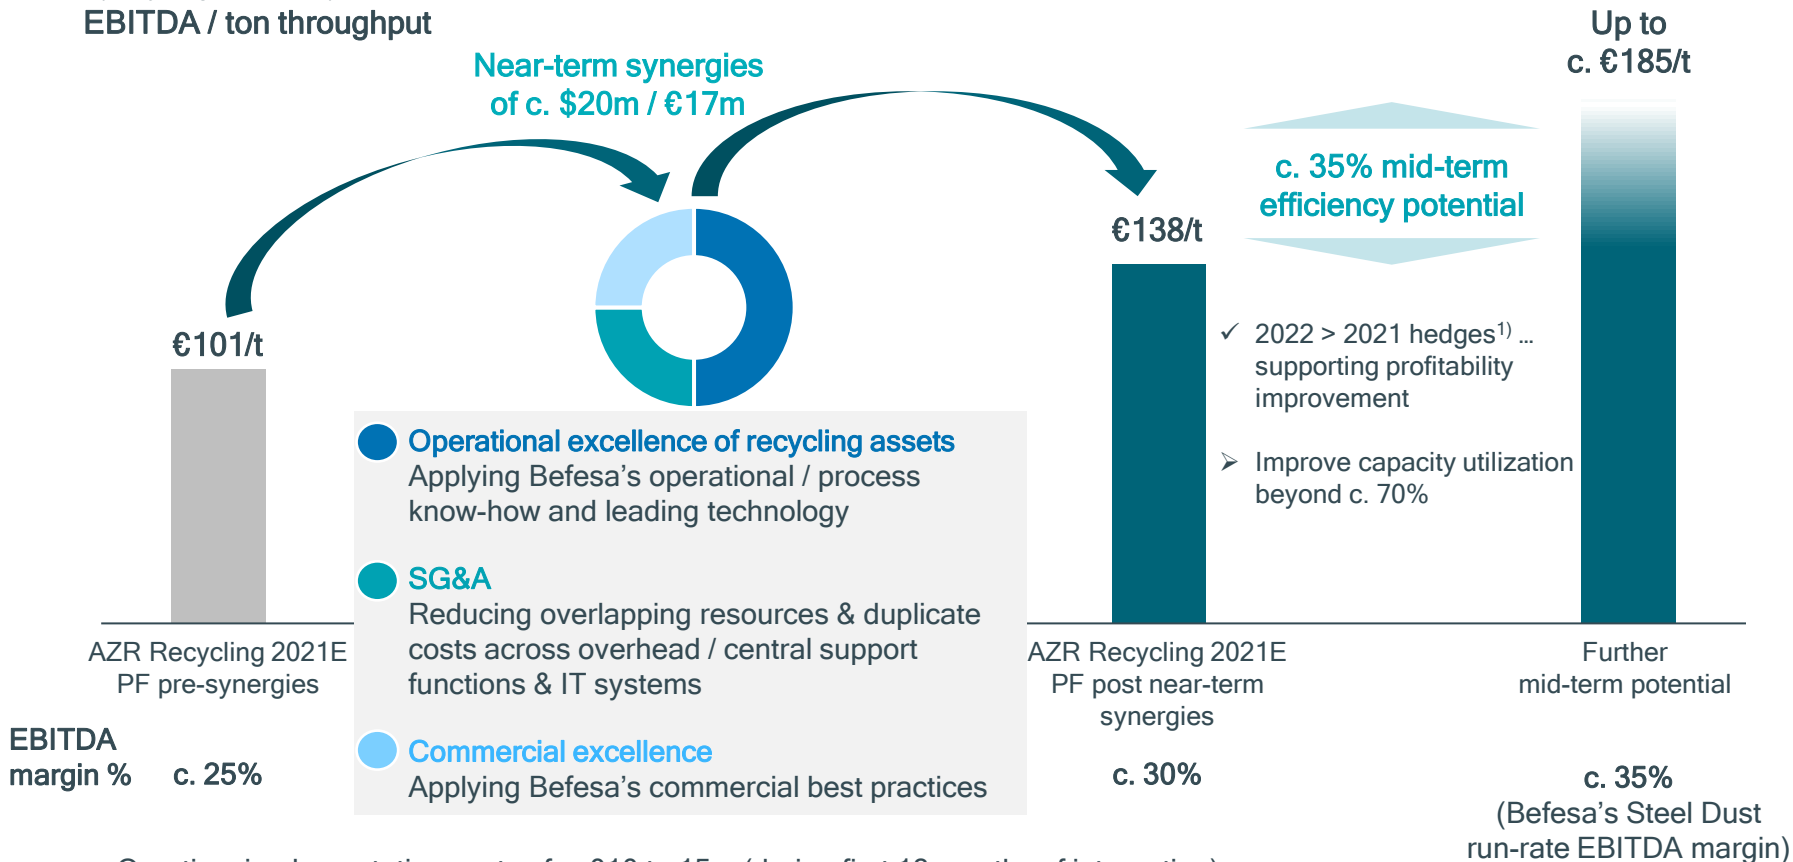 EBITDA / ton throughput
Near-term synergies
of c. $20m / €17m
Up to
c. €185/t
c. 35% mid-term
efficiency potential
€138/t
€101/t
✓ 2022 > 2021 hedges1) ...
supporting profitability
improvement
➢ Improve capacity utilization
beyond c. 70%
Operational excellence of recycling assets
Applying Befesa's operational / process
know-how and leading technology
SG&A
Reducing overlapping resources & duplicate
costs across overhead / central support
functions & IT systems
Commercial excellence
Applying Befesa's commercial best practices
AZR Recycling 2021E
PF pre-synergies
AZR Recycling 2021E
PF post near-term
synergies
Further
mid-term potential
EBITDA
margin %
c. 25%
c. 30%
c. 35%
(Befesa's Steel Dust
run-rate EBITDA margin)